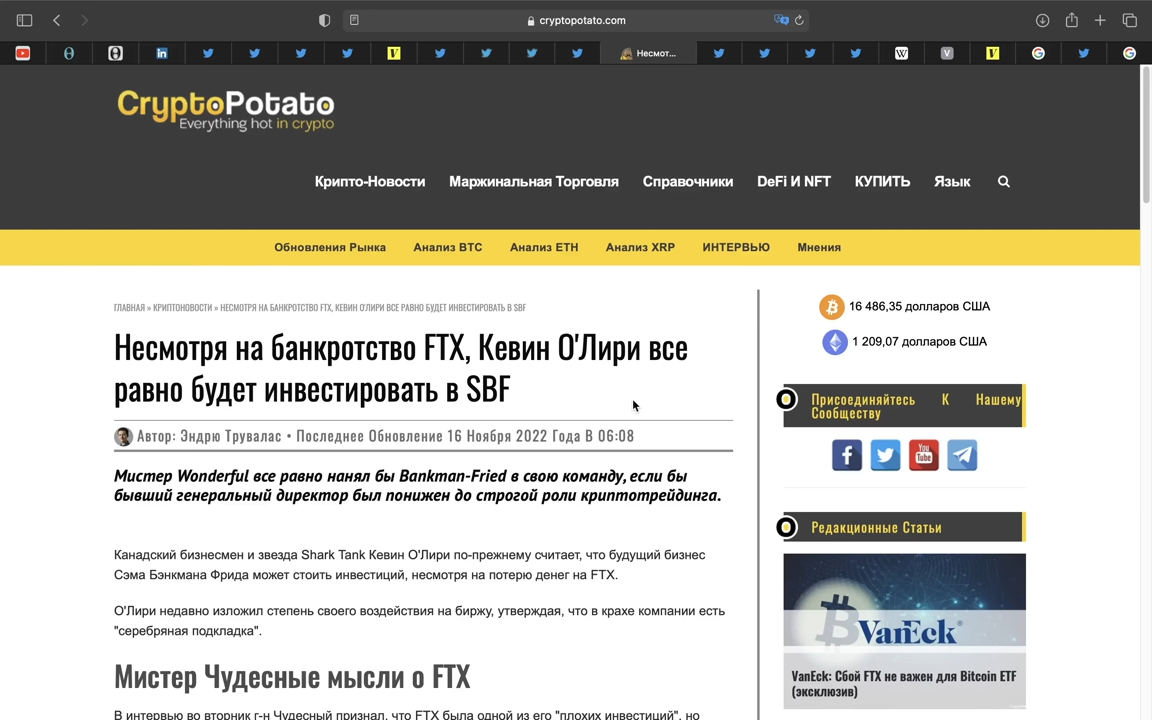 cryptopotato.com
Несмот...
CryptoPotato
Everything hot in crypto
Крипто-Новости Маржинальная Торговля Справочники DeFi И NFT КУПИТЬ Язык
Обновления Рынка Анализ BTC Анализ ETH Анализ XRP ИНТЕРВЬЮ Мнения
ГЛАВНАЯ » КРИПТОНОВОСТИ » НЕСМОТРЯ НА БАНКРОТСТВО FTX, КЕВИН О'ЛИРИ ВСЕ РАВНО БУДЕТ ИНВЕСТИРОВАТЬ В SBF
Несмотря на банкротство FTX, Кевин О'Лири все
равно будет инвестировать в SBF
Автор: Эндрю Трувалас • Последнее Обновление 16 Ноября 2022 Года В 06:08
Мистер Wonderful все равно нанял бы Bankman-Fried в свою команду, если бы
бывший генеральный директор был понижен до строгой роли криптотрейдинга.
Канадский бизнесмен и звезда Shark Tank Кевин О'Лири по-прежнему считает, что будущий бизнес
Сэма Бэнкмана Фрида может стоить инвестиций, несмотря на потерю денег на FTX.
О'Лири недавно изложил степень своего воздействия на биржу, утверждая, что в крахе компании есть
"серебряная подкладка".
Мистер Чудесные мысли о FTX
В интервью во вторник г-н Чудесный признал, что FTX была одной из его "плохих инвестиций", но
16 486,35 долларов США
1 209,07 долларов США
Присоединяйтесь К Нашему
Сообществу
You
Tube
Редакционные Статьи
VanEck
VanEck: Сбой FTX не важен для Bitcoin ETF
(эксклюзив)